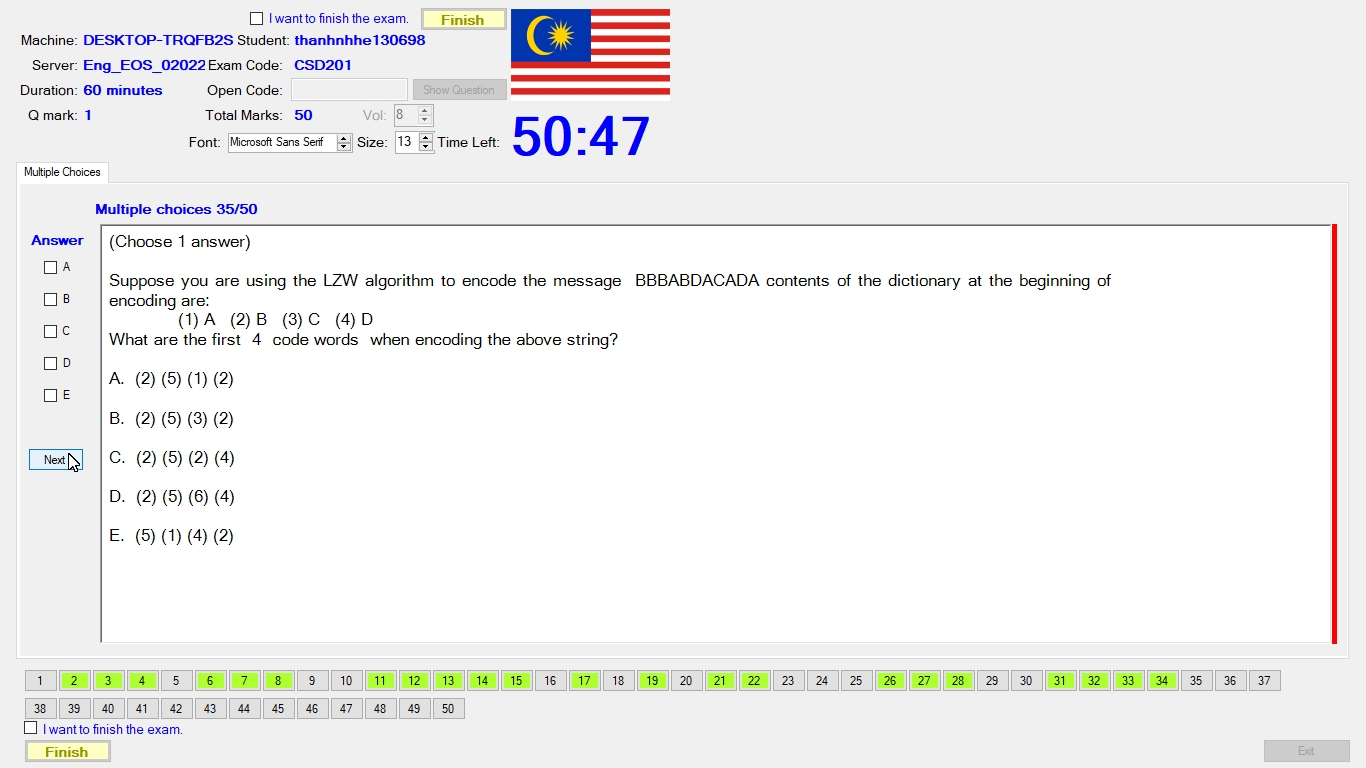 I want to finish the exam. Finish
Machine: DESKTOP-TRQFB2S Student: thanhnhhe130698
Server: Eng_EOS_02022 Exam Code: CSD201
Duration: 60 minutes Open Code: Show Question
Q mark: 1 Total Marks: 50 Vol: 8
Font: Microsoft Sans Serif Size: 13 Time Left: 50:47
Multiple Choices
Multiple choices 35/50
Answer
A
B
C
D
E
Next
(Choose 1 answer)
Suppose you are using the LZW algorithm to encode the message BBBABDACADA contents of the dictionary at the beginning of
encoding are:
(1) A (2) B (3) C (4) D
What are the first 4 code words when encoding the above string?
A. (2) (5) (1) (2)
B. (2) (5) (3) (2)
C. (2) (5) (2) (4)
D. (2) (5) (6) (4)
E. (5) (1) (4) (2)
1 2 3 4 5 6 7 8 9 10 11 12 13 14 15 16 17 18 19 20 21 22 23 24 25 26 27 28 29 30 31 32 33 34 35 36 37
38 39 40 41 42 43 44 45 46 47 48 49 50
I want to finish the exam.
Finish Exit